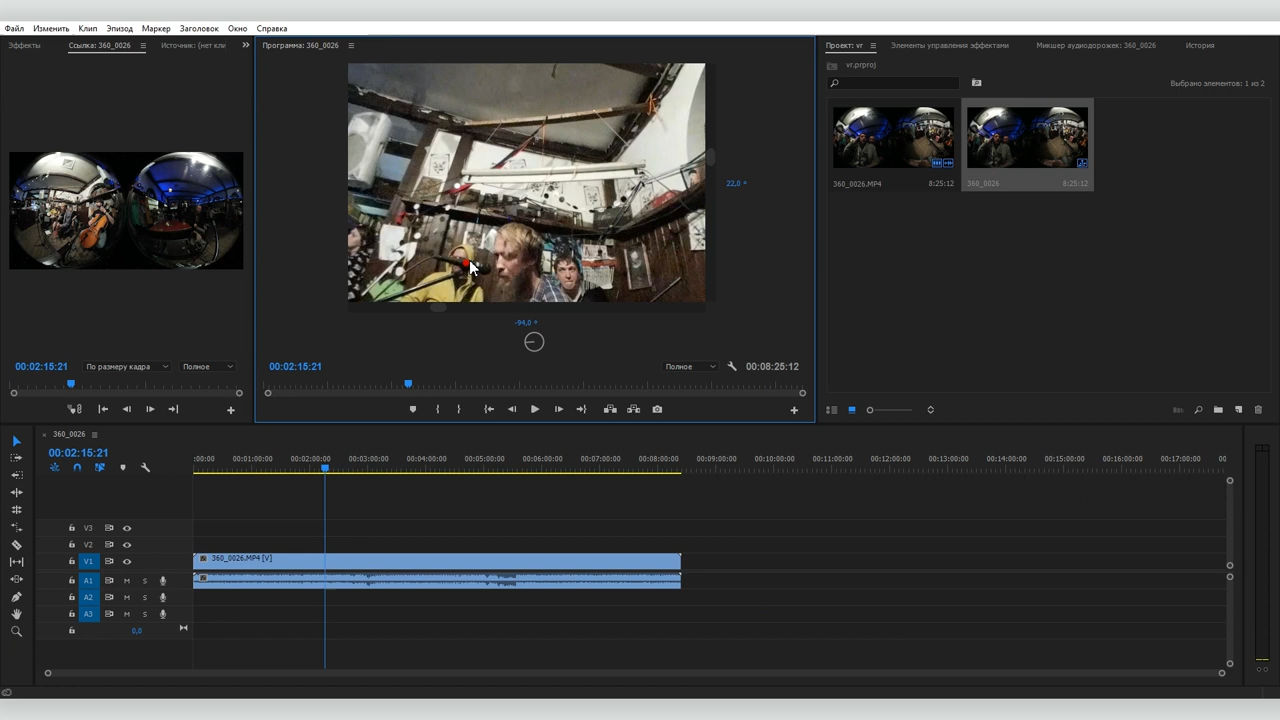 Файл Изменить Клип Эпизод Маркер Заголовок Окно Справка
Эффекты Ссылка: 360_0026 Источник: (нет кли
Программа: 360_0026
Проект: vr Элементы управления эффектами Микшер аудиодорожек: 360_0026 История
vr.prproj
Выбрано элементов: 1 из 2
360_0026.MP4 8:25:12
360_0026 8:25:12
22,0 °
-94,0 °
00:02:15:21 По размеру кадра Полное
00:02:15:21 Полное 00:08:25:12
360_0026
00:02:15:21
:00:00 00:01:00:00 00:02:00:00 00:03:00:00 00:04:00:00 00:05:00:00 00:06:00:00 00:07:00:00 00:08:00:00 00:09:00:00 00:10:00:00 00:11:00:00 00:12:00:00 00:13:00:00 00:14:00:00 00:15:00:00 00:16:00:00 00:17:00:00 00
V3
V2
V1 360_0026.MP4 [V]
A1 M S
A2 M S
A3 M S
0,0